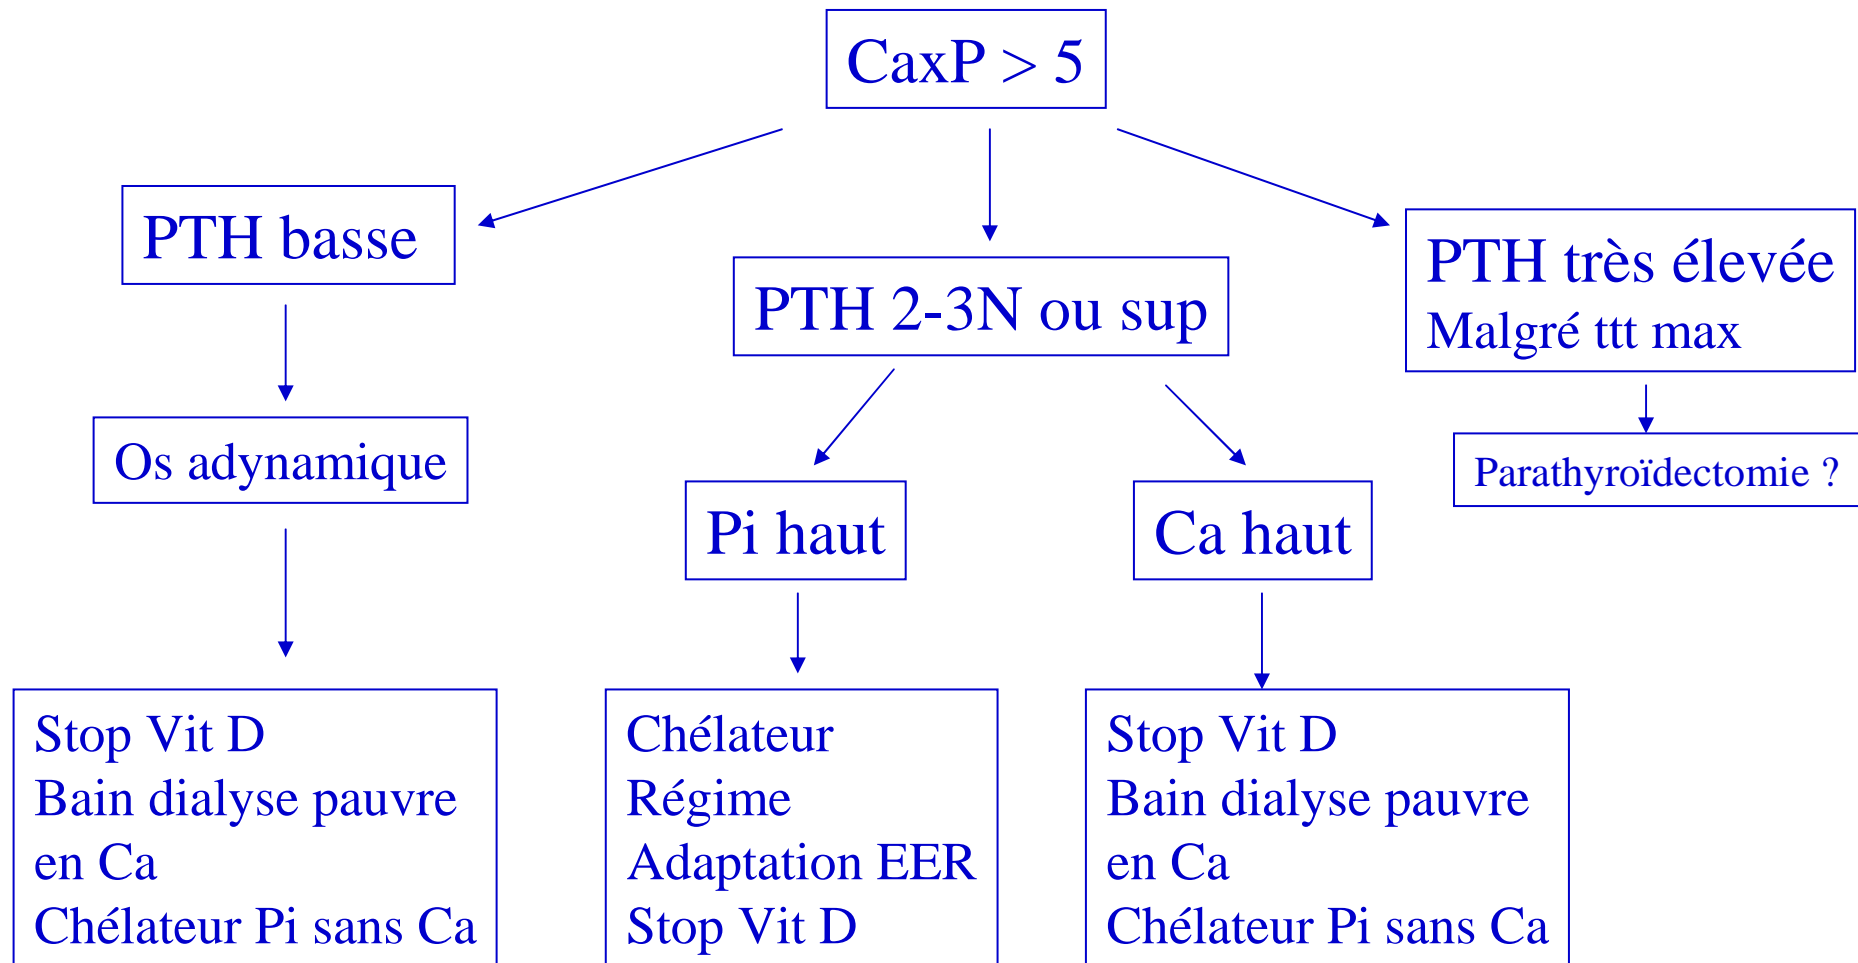 CaxP > 5
PTH basse
PTH 2-3N ou sup
PTH très élevée
Malgré ttt max
Os adynamique
Parathyroïdectomie ?
Pi haut
Ca haut
Stop Vit D
Bain dialyse pauvre
en Ca
Chélateur Pi sans Ca
Chélateur
Régime
Adaptation EER
Stop Vit D
Stop Vit D
Bain dialyse pauvre
en Ca
Chélateur Pi sans Ca